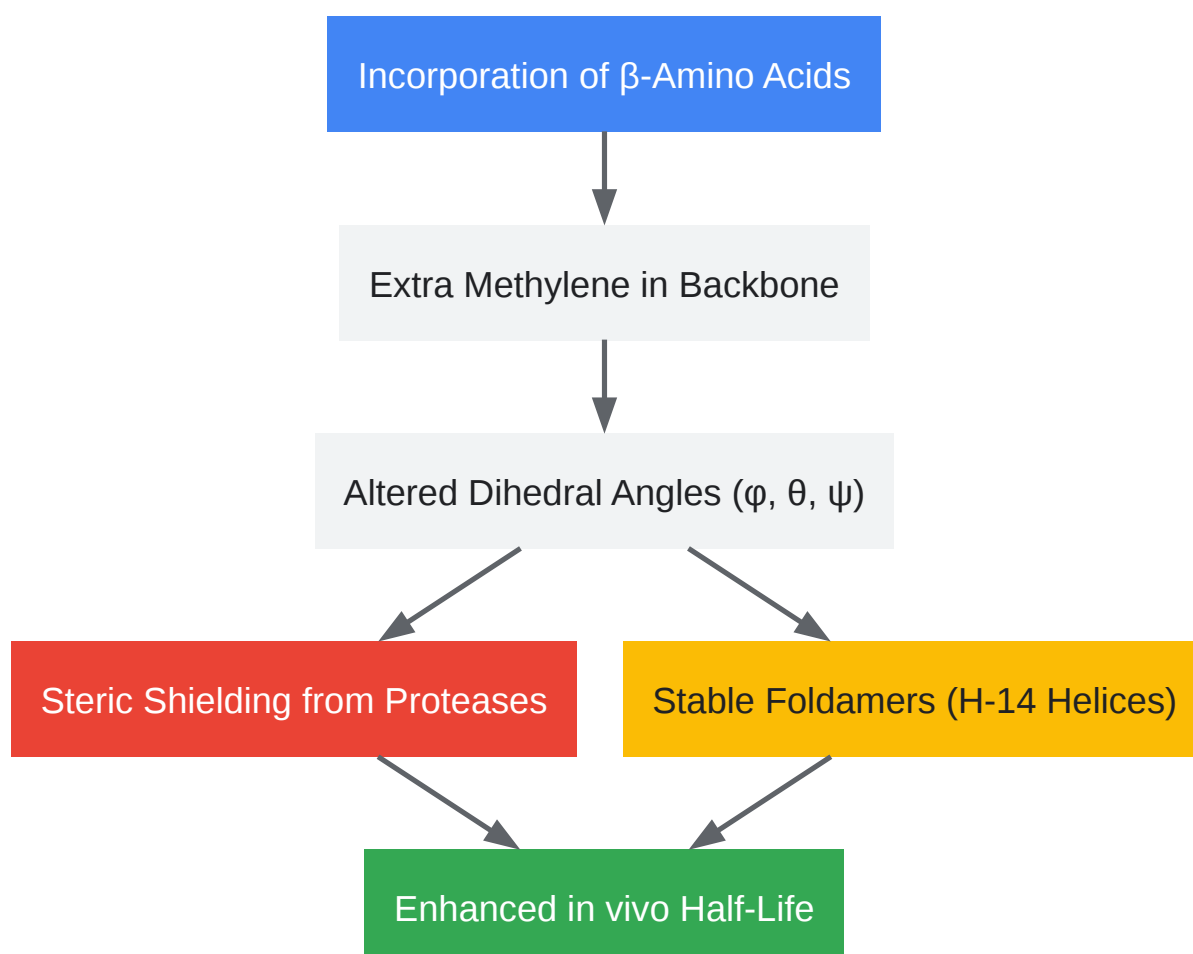 Incorporation of β-Amino Acids
Extra Methylene in Backbone
Altered Dihedral Angles (φ, θ, ψ)
Steric Shielding from Proteases
Stable Foldamers (H-14 Helices)
Enhanced in vivo Half-Life